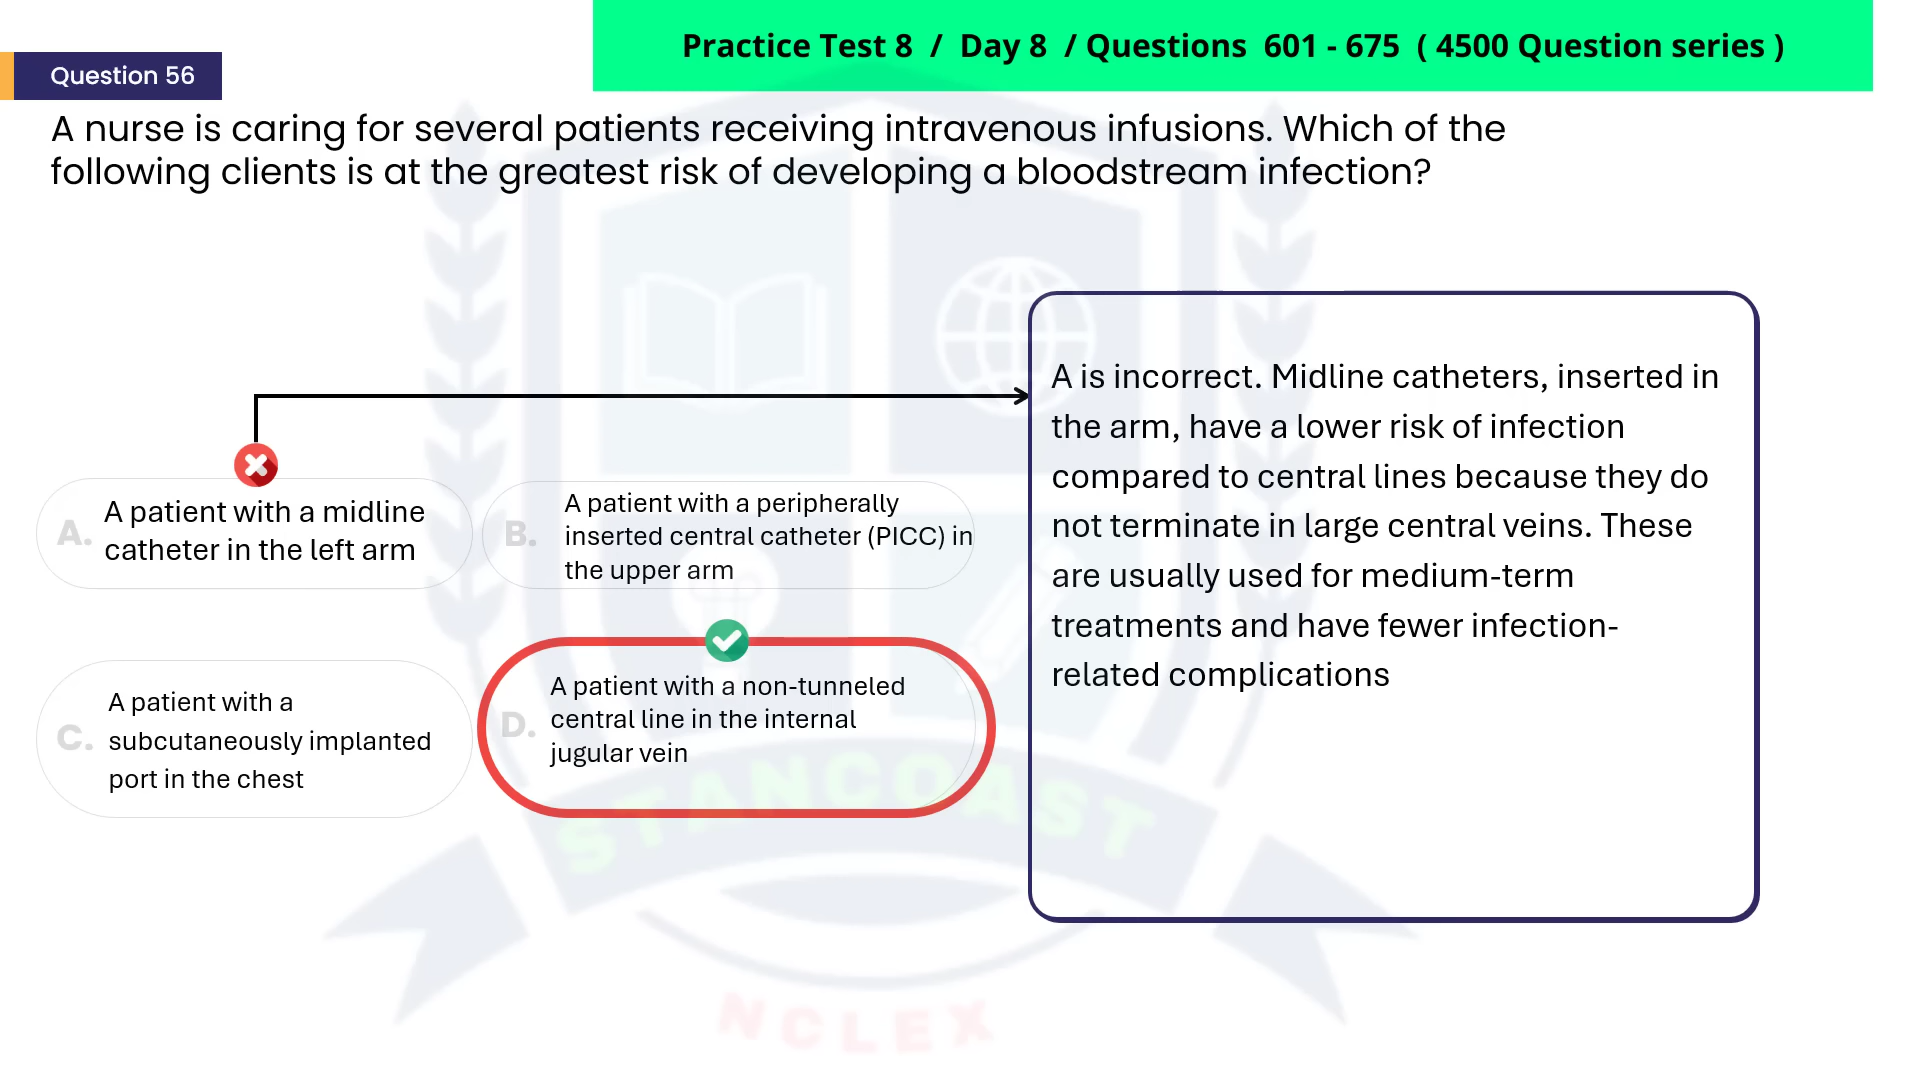 Practice Test 8 / Day 8 / Questions 601 - 675 ( 4500 Question series )
Question 56
A nurse is caring for several patients receiving intravenous infusions. Which of the
following clients is at the greatest risk of developing a bloodstream infection?
A. A patient with a midline
catheter in the left arm
B. A patient with a peripherally
inserted central catheter (PICC) in
the upper arm
C. A patient with a
subcutaneously implanted
port in the chest
D. A patient with a non-tunneled
central line in the internal
jugular vein
A is incorrect. Midline catheters, inserted in
the arm, have a lower risk of infection
compared to central lines because they do
not terminate in large central veins. These
are usually used for medium-term
treatments and have fewer infection-
related complications
STANCOAST
NCLEX